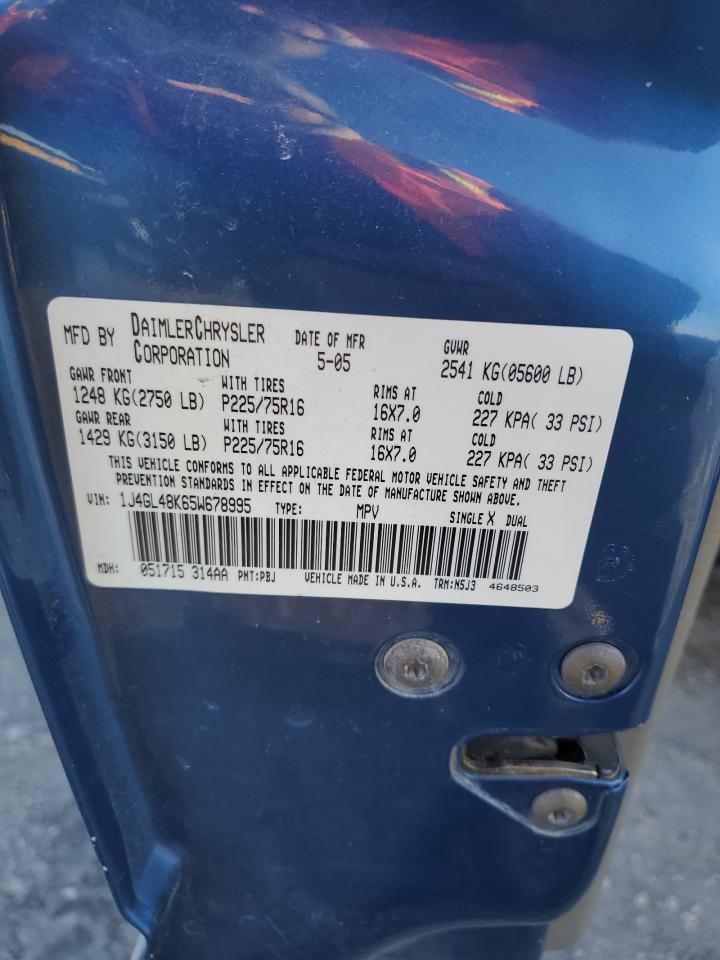 MFD BY DAIMLERCHRYSLER CORPORATION DATE OF MFR 5-05 GVWR 2541 KG(05600 LB)
GAWR FRONT WITH TIRES RIMS AT COLD
1248 KG(2750 LB) P225/75R16 16X7.0 227 KPA( 33 PSI)
GAWR REAR WITH TIRES RIMS AT COLD
1429 KG(3150 LB) P225/75R16 16X7.0 227 KPA( 33 PSI)
THIS VEHICLE CONFORMS TO ALL APPLICABLE FEDERAL MOTOR VEHICLE SAFETY AND THEFT
PREVENTION STANDARDS IN EFFECT ON THE DATE OF MANUFACTURE SHOWN ABOVE.
VIN: 1J4GL48K65W678995 TYPE: MPV SINGLE X DUAL
MDH: 051715 314AA PNT:PBJ VEHICLE MADE IN U.S.A. TRM:N5J3 4648503